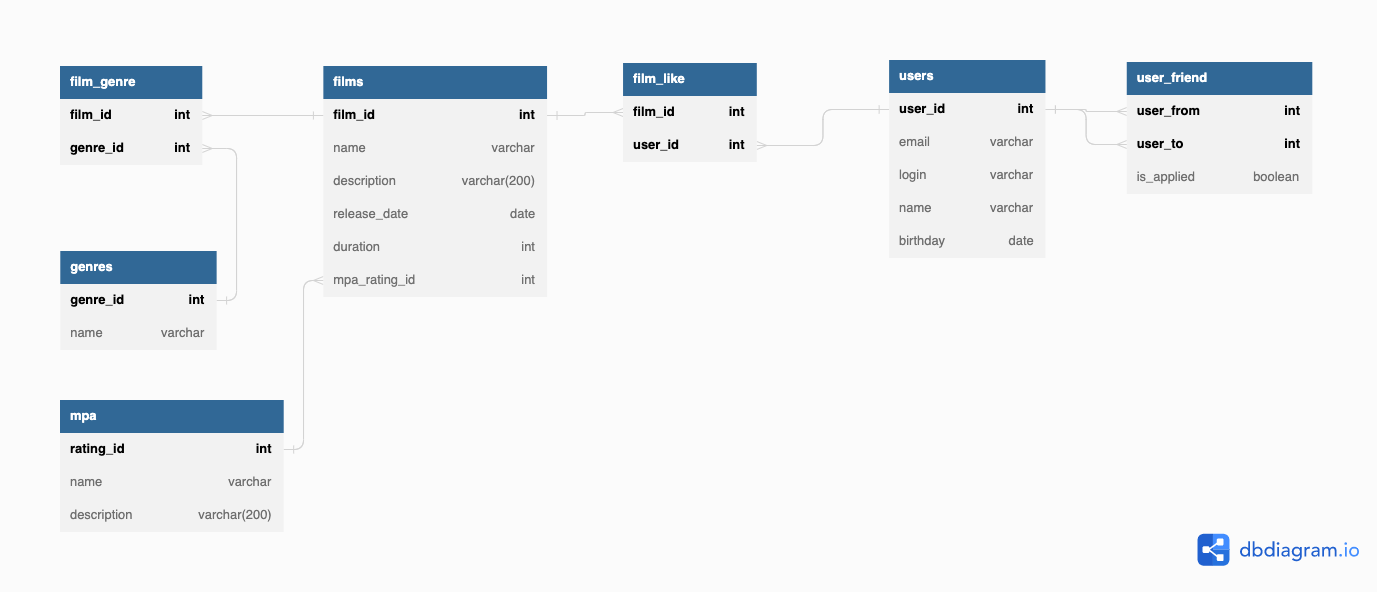 film_genre
film_id int
genre_id int
films
film_id int
name varchar
description varchar(200)
release_date date
duration int
mpa_rating_id int
film_like
film_id int
user_id int
users
user_id int
email varchar
login varchar
name varchar
birthday date
user_friend
user_from int
user_to int
is_applied boolean
genres
genre_id int
name varchar
mpa
rating_id int
name varchar
description varchar(200)
dbdiagram.io